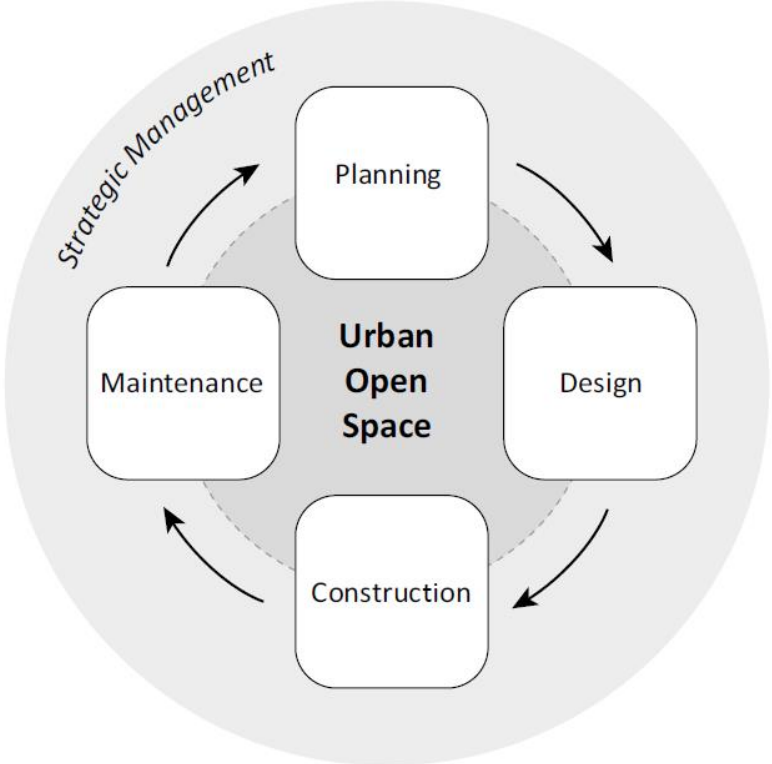 Strategic Management
Planning
Maintenance
Urban
Open
Space
Design
Construction